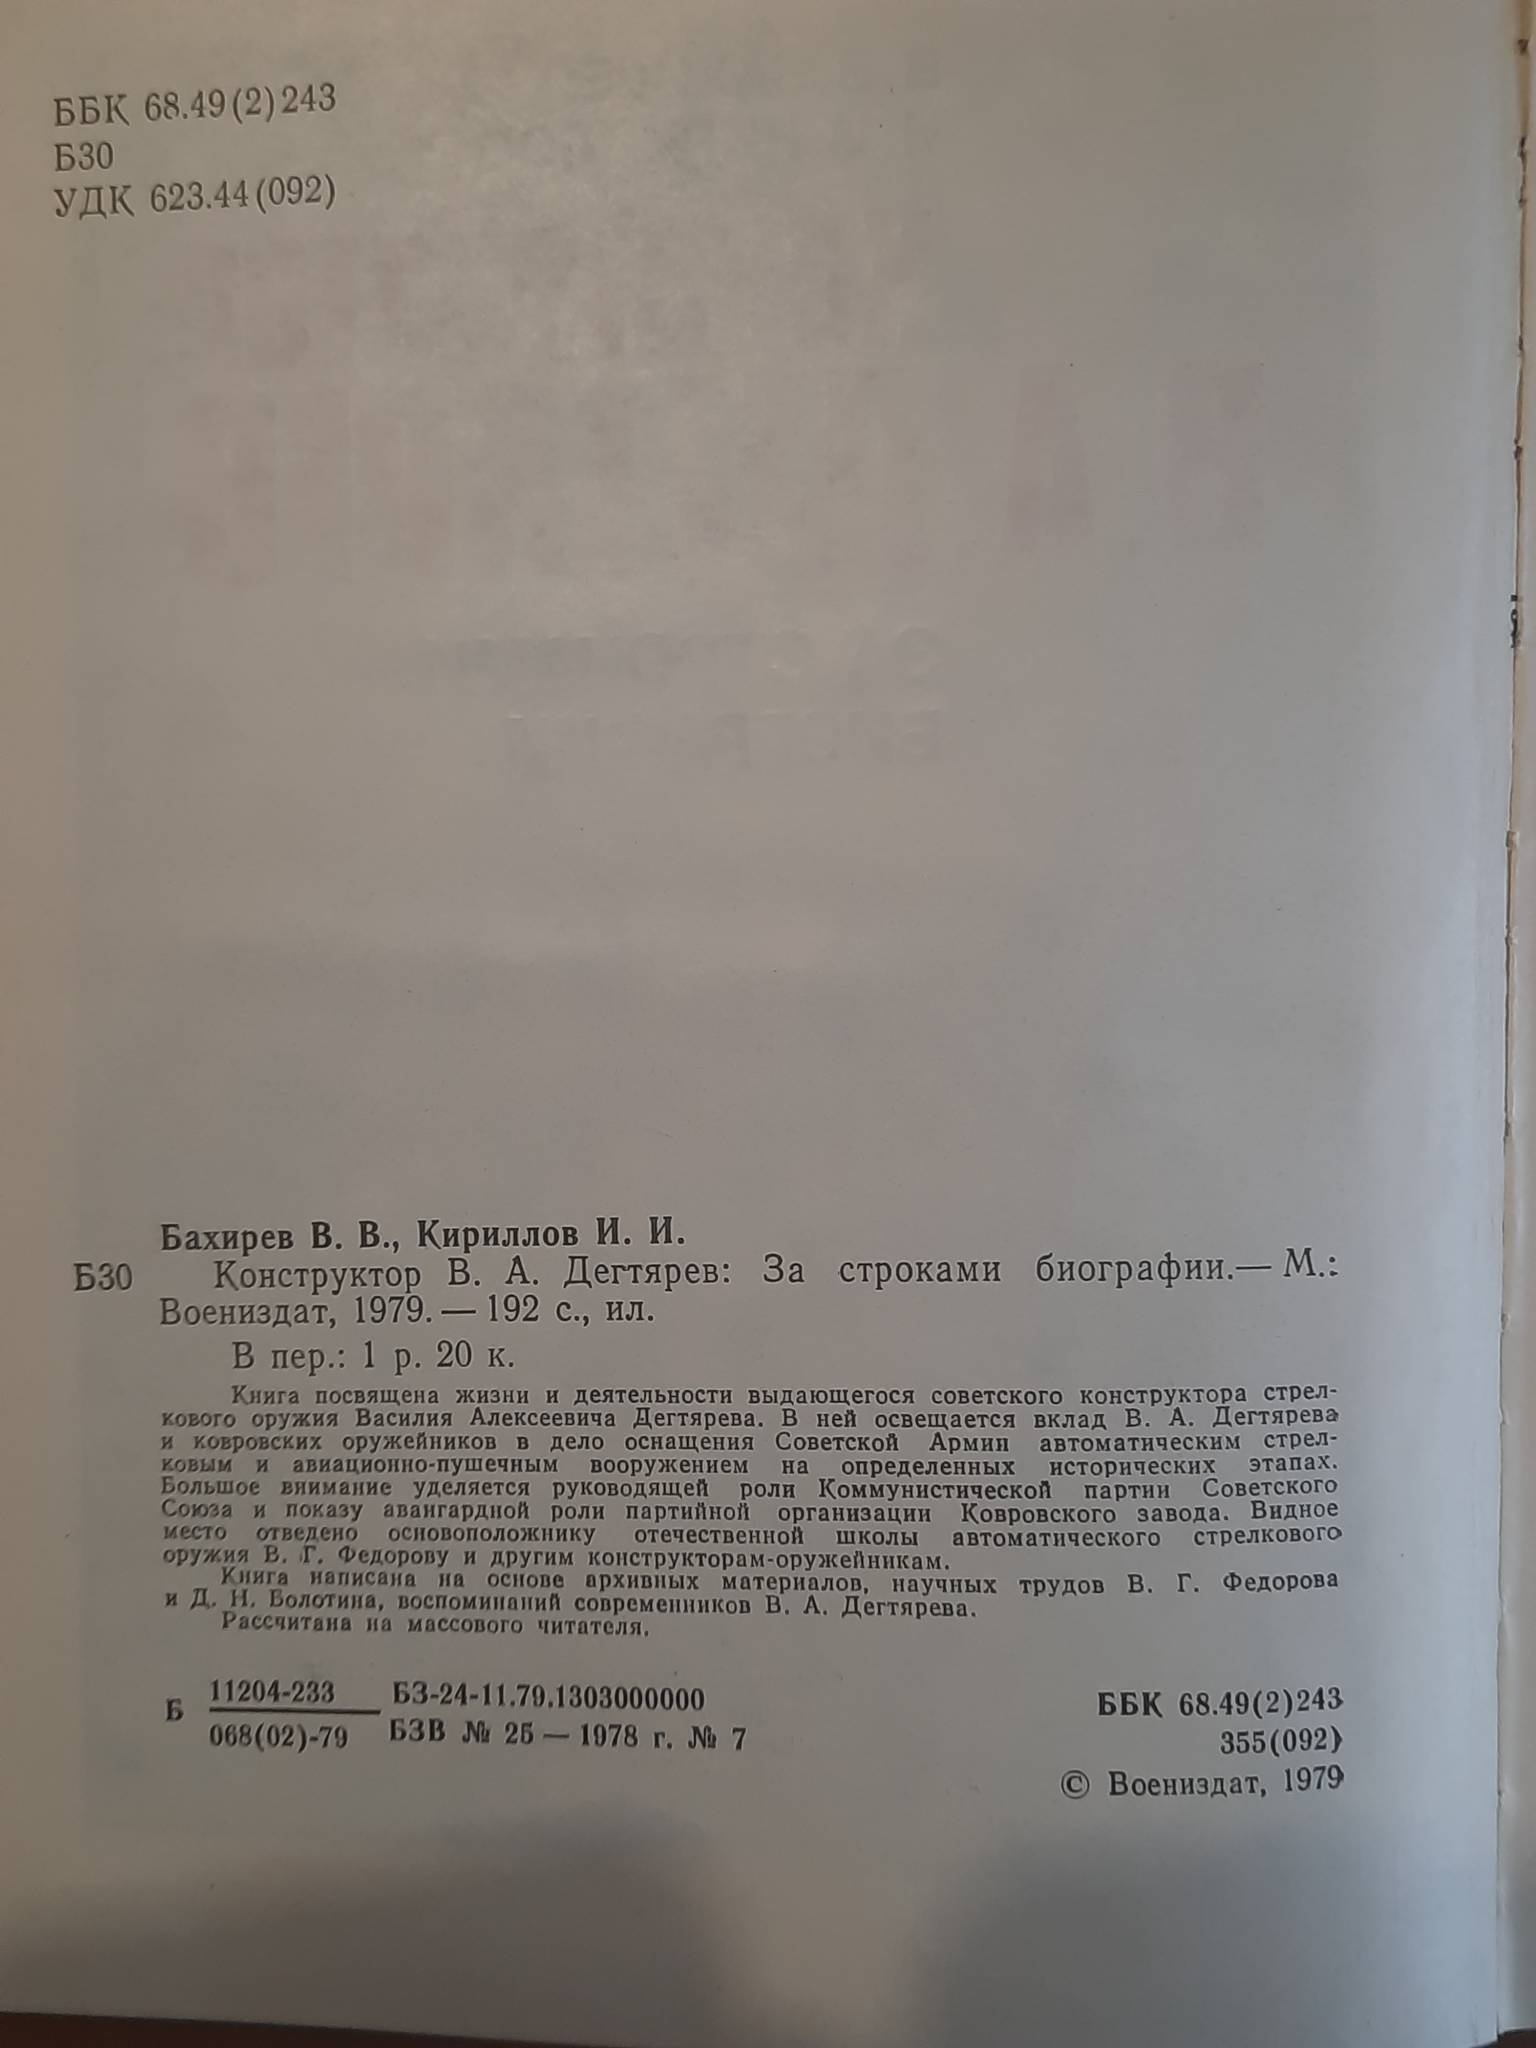 ББК 68.49(2)243
Б30
УДК 623.44(092)
Бахирев В. В., Кириллов И. И.
Б30 Конструктор В. А. Дегтярев: За строками биографии.— М.:
Воениздат, 1979. — 192 с., ил.
В пер.: 1 р. 20 к.
Книга посвящена жизни и деятельности выдающегося советского конструктора стрел-
кового оружия Василия Алексеевича Дегтярева. В ней освещается вклад В. А. Дегтярева
и ковровских оружейников в дело оснащения Советской Армии автоматическим стрел-
ковым и авиационно-пушечным вооружением на определенных исторических этапах.
Большое внимание уделяется руководящей роли Коммунистической партии Советского
Союза и показу авангардной роли партийной организации Ковровского завода. Видное
место отведено основоположнику отечественной школы автоматического стрелкового
оружия В. Г. Федорову и другим конструкторам-оружейникам.
Книга написана на основе архивных материалов, научных трудов В. Г. Федорова
и Д. Н. Болотина, воспоминаний современников В. А. Дегтярева.
Рассчитана на массового читателя.
Б 11204-233 БЗ-24-11.79.1303000000
068(02)-79 БЗВ № 25 — 1978 г. № 7
ББК 68.49(2)243
355(092)
© Воениздат, 1979